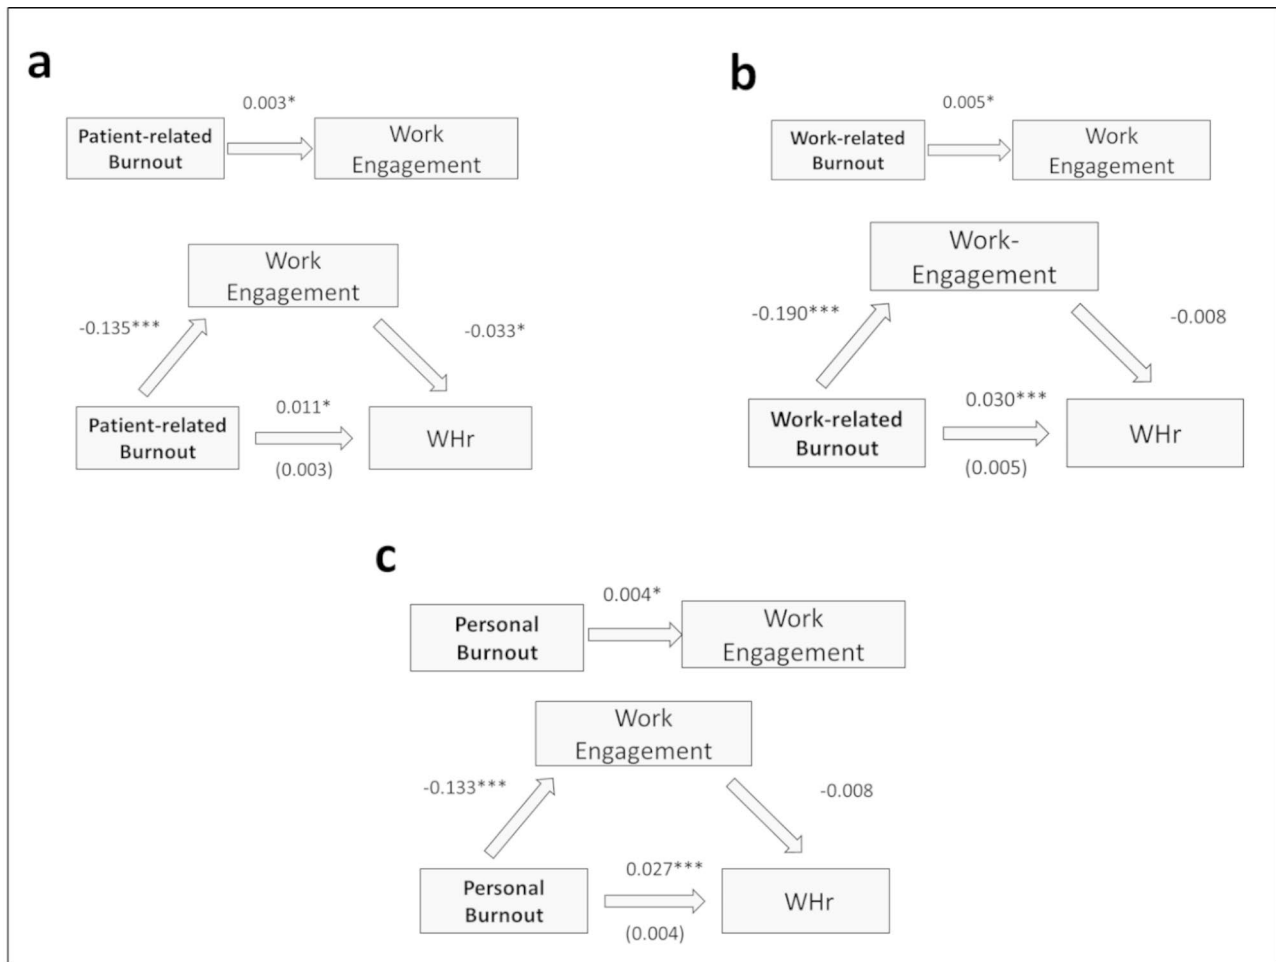 a
0.003*
Patient-related
Burnout
Work
Engagement
Work
Engagement
-0.135***
-0.033*
Patient-related
Burnout
0.011*
(0.003)
WHr
b
0.005*
Work-related
Burnout
Work
Engagement
Work-
Engagement
-0.190***
-0.008
Work-related
Burnout
0.030***
(0.005)
WHr
c
0.004*
Personal
Burnout
Work
Engagement
Work
Engagement
-0.133***
-0.008
Personal
Burnout
0.027***
(0.004)
WHr